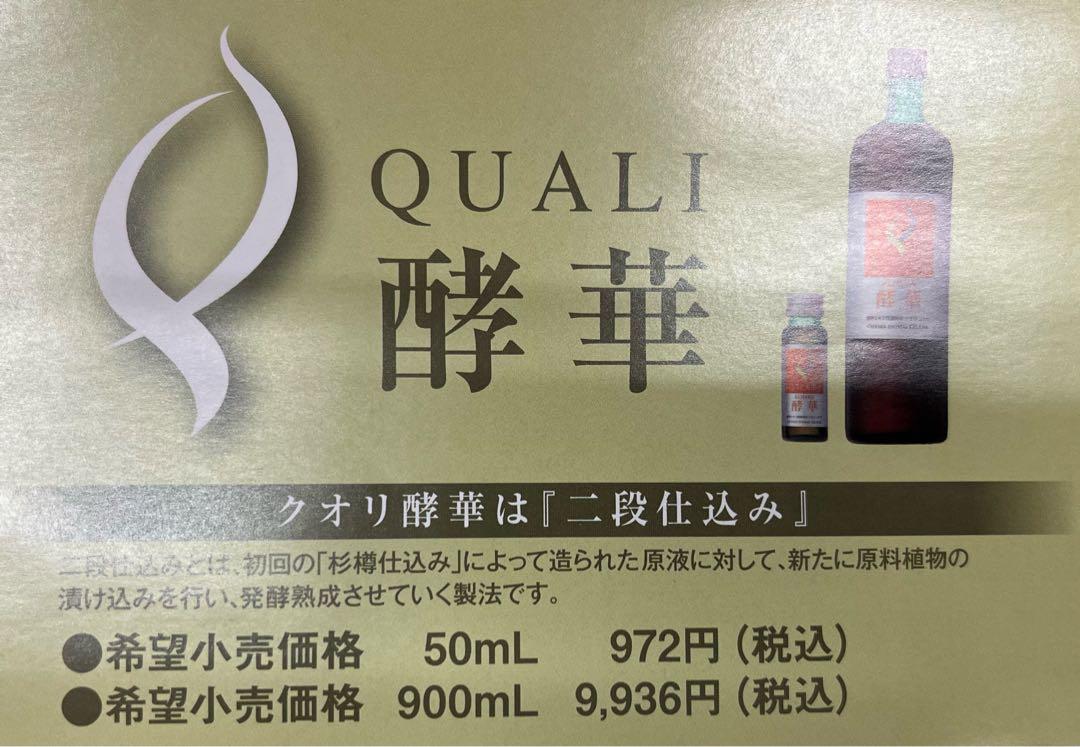 QUALI
酵華
酵華
酵華
クオリ酵華は『二段仕込み』
二段仕込みとは、初回の「杉樽仕込み」によって造られた原液に対して、新たに原料植物の
漬け込みを行い、発酵熟成させていく製法です。
●希望小売価格 50mL 972円(税込)
●希望小売価格 900mL 9,936円(税込)